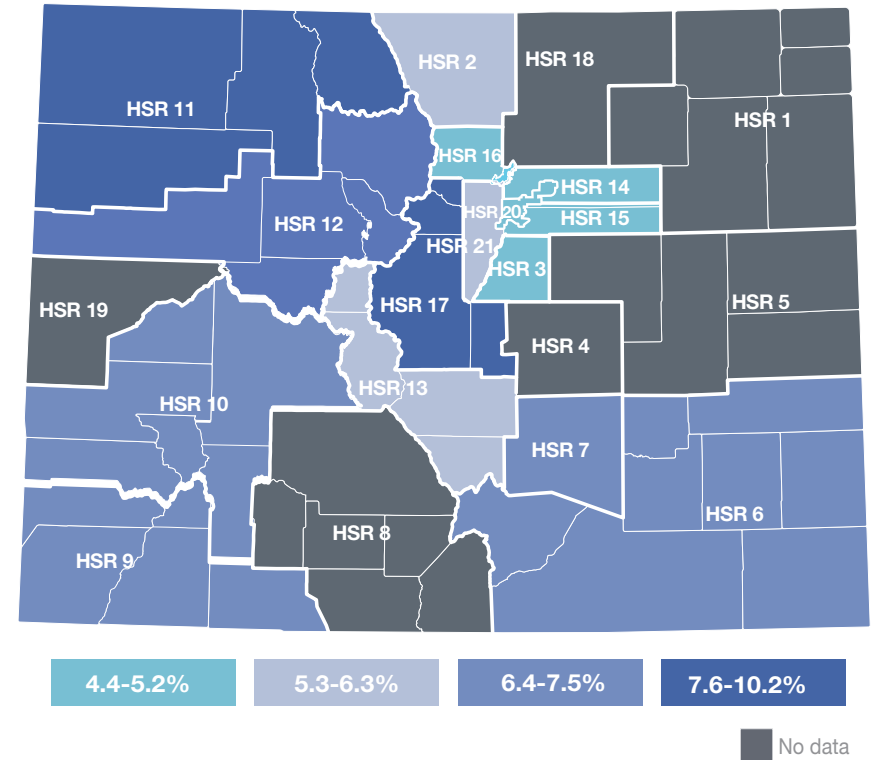 HSR 2
HSR 18
HSR 11
HSR 1
HSR 16
HSR 14
HSR 20
HSR 15
HSR 12
HSR 21
HSR 3
HSR 19
HSR 17
HSR 5
HSR 4
HSR 13
HSR 10
HSR 7
HSR 6
HSR 8
HSR 9
4.4-5.2%
5.3-6.3%
6.4-7.5%
7.6-10.2%
No data